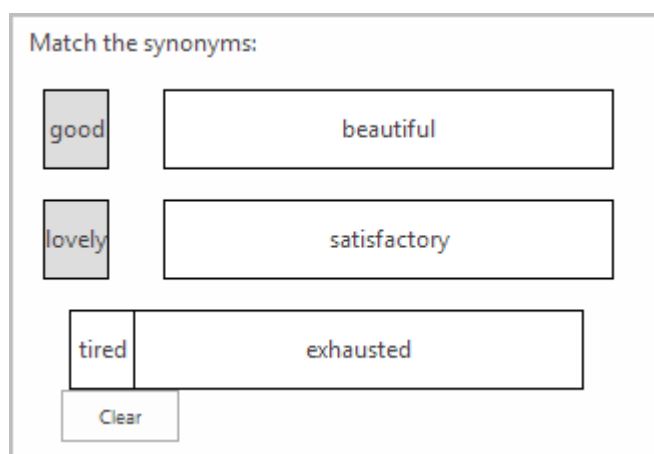 Match the synonyms:
good beautiful
lovely satisfactory
tired exhausted
Clear